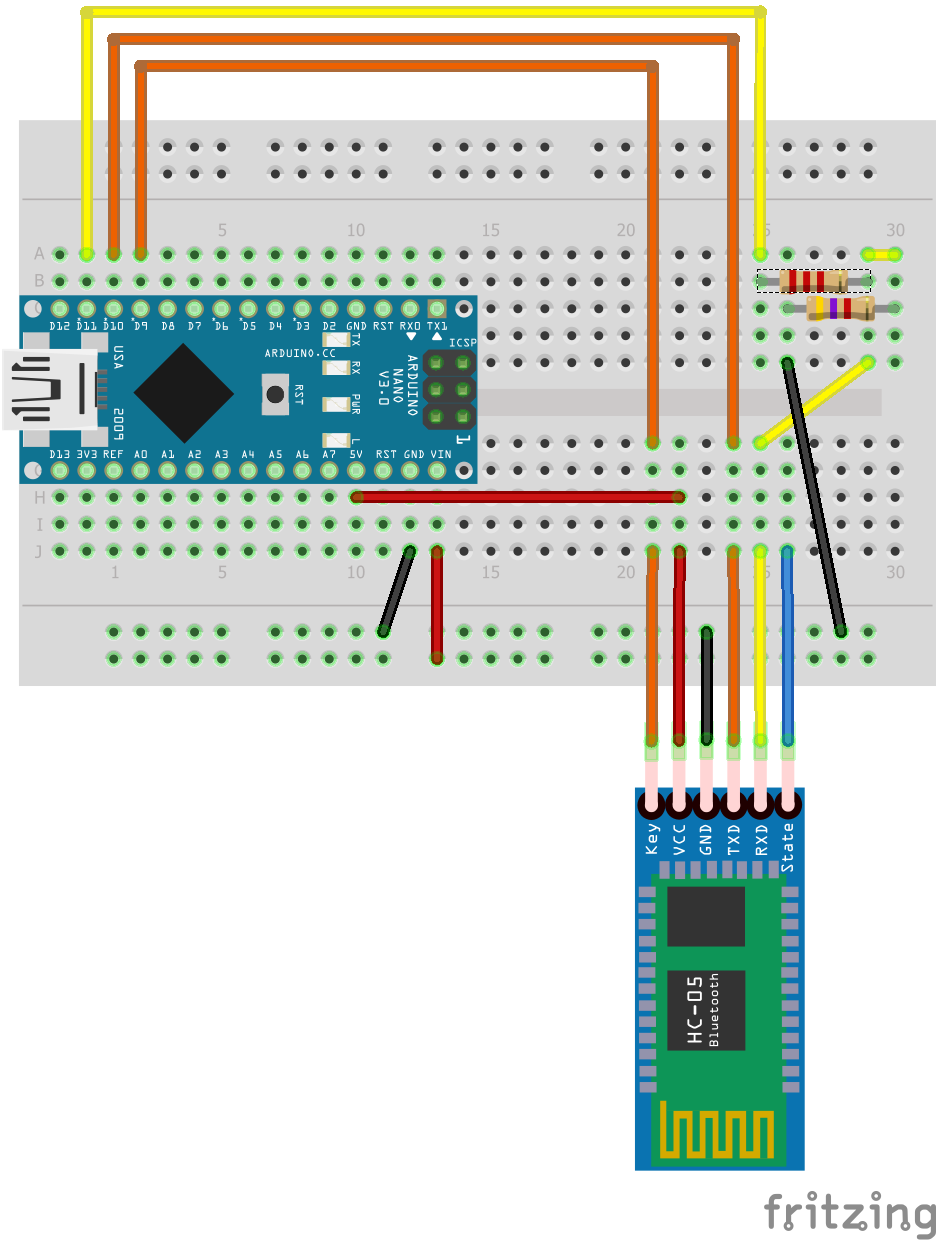 5 10 15 20 25 30
A
B
D12 D11 D10 D9 D8 D7 D6 D5 D4 D3 D2 GND RST RX0 TX1
TX
ICSP
USA
ARDUINO.CC
RX
ARDUINO
NANO
V3.0
RST
PWR
2009
L
1
D13 3V3 REF A0 A1 A2 A3 A4 A5 A6 A7 5V RST GND VIN
H
I
J
1 5 10 15 20 25 30
Key VCC GND TXD RXD State
HC-05
Bluetooth
fritzing